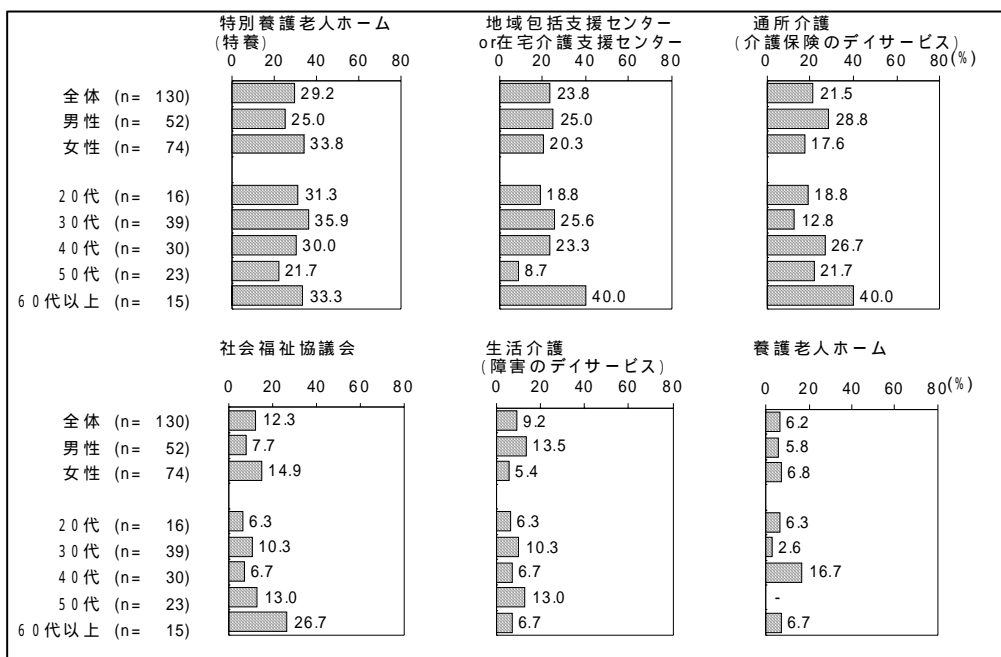 特別養護老人ホーム
(特養)
地域包括支援センター
or在宅介護支援センター
通所介護
(介護保険のデイサービス)
0 20 40 60 80
0 20 40 60 80
0 20 40 60 80(%)
全体 (n= 130) 29.2 23.8 21.5
男性 (n= 52) 25.0 25.0 28.8
女性 (n= 74) 33.8 20.3 17.6
20代 (n= 16) 31.3 18.8 18.8
30代 (n= 39) 35.9 25.6 12.8
40代 (n= 30) 30.0 23.3 26.7
50代 (n= 23) 21.7 8.7 21.7
60代以上 (n= 15) 33.3 40.0 40.0
社会福祉協議会
生活介護
(障害のデイサービス)
養護老人ホーム
0 20 40 60 80
0 20 40 60 80
0 20 40 60 80(%)
全体 (n= 130) 12.3 9.2 6.2
男性 (n= 52) 7.7 13.5 5.8
女性 (n= 74) 14.9 5.4 6.8
20代 (n= 16) 6.3 6.3 6.3
30代 (n= 39) 10.3 10.3 2.6
40代 (n= 30) 6.7 6.7 16.7
50代 (n= 23) 13.0 13.0 -
60代以上 (n= 15) 26.7 6.7 6.7